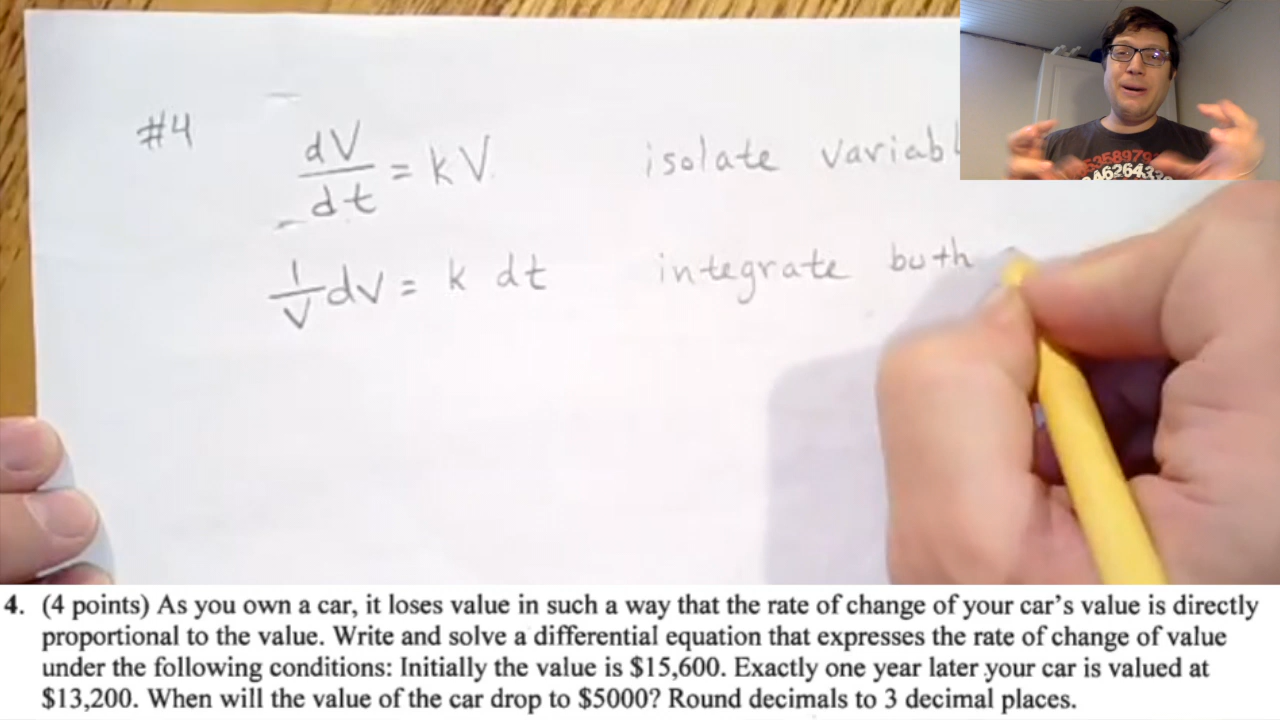 #4
dV/dt = kV
isolate
1/V dV = k dt
integrate both
4. (4 points) As you own a car, it loses value in such a way that the rate of change of your car's value is directly
proportional to the value. Write and solve a differential equation that expresses the rate of change of value
under the following conditions: Initially the value is $15,600. Exactly one year later your car is valued at
$13,200. When will the value of the car drop to $5000? Round decimals to 3 decimal places.